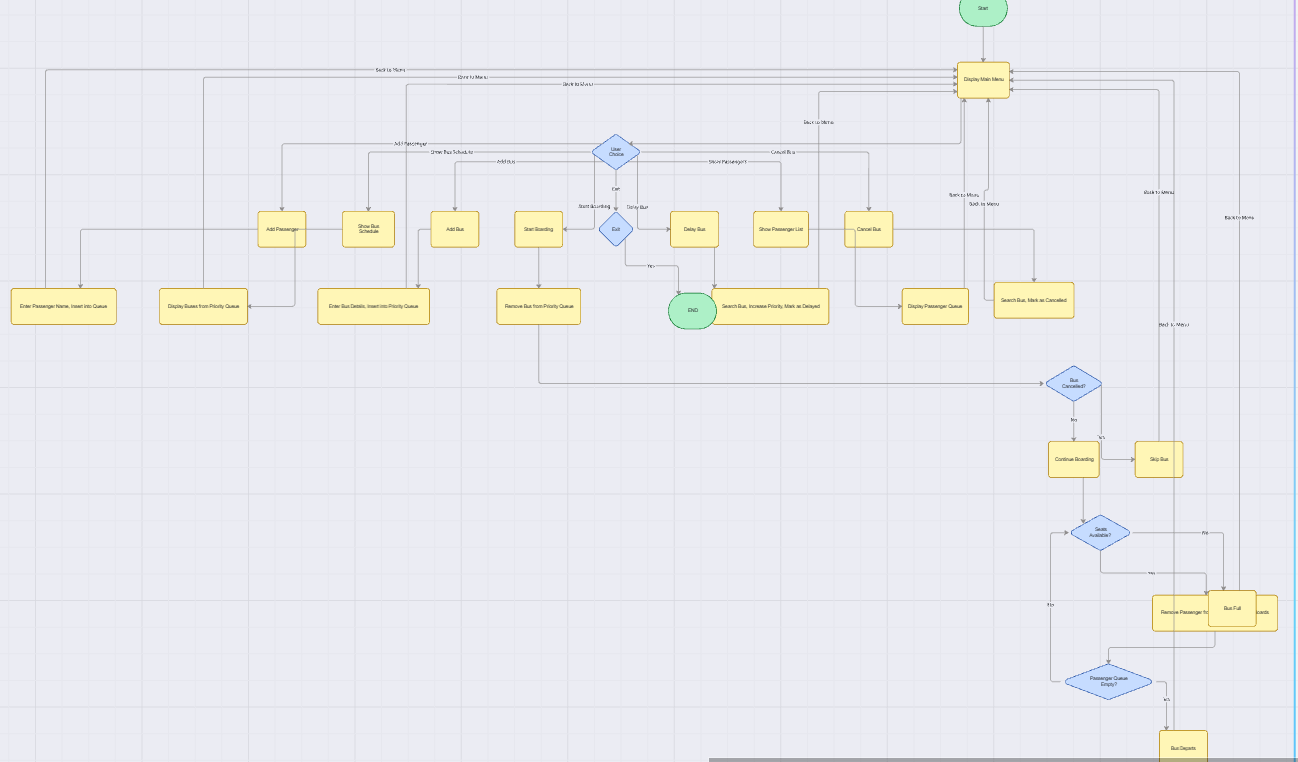 Start
Display Main Menu
Back to Menu
Back to Menu
Back to Menu
Back to Menu
User
Choice
Add Passenger
Show Bus Schedule
Add Bus
Show Passengers
Cancel Bus
Exit
Start Boarding
Delay Bus
Back to Menu
Back to Menu
Back to Menu
Back to Menu
Add Passenger
Show Bus
Schedule
Add Bus
Start Boarding
Exit
Delay Bus
Show Passenger List
Cancel Bus
Yes
Enter Passenger Name, Insert into Queue
Display Buses from Priority Queue
Enter Bus Details, Insert into Priority Queue
Remove Bus from Priority Queue
END
Search Bus, Increase Priority, Mark as Delayed
Display Passenger Queue
Search Bus, Mark as Cancelled
Back to Menu
Bus
Cancelled?
No
Yes
Continue Boarding
Skip Bus
Seats
Available?
No
Yes
No
Remove Passenger
Bus Full
Passenger Queue
Empty?
Yes
Bus Departs